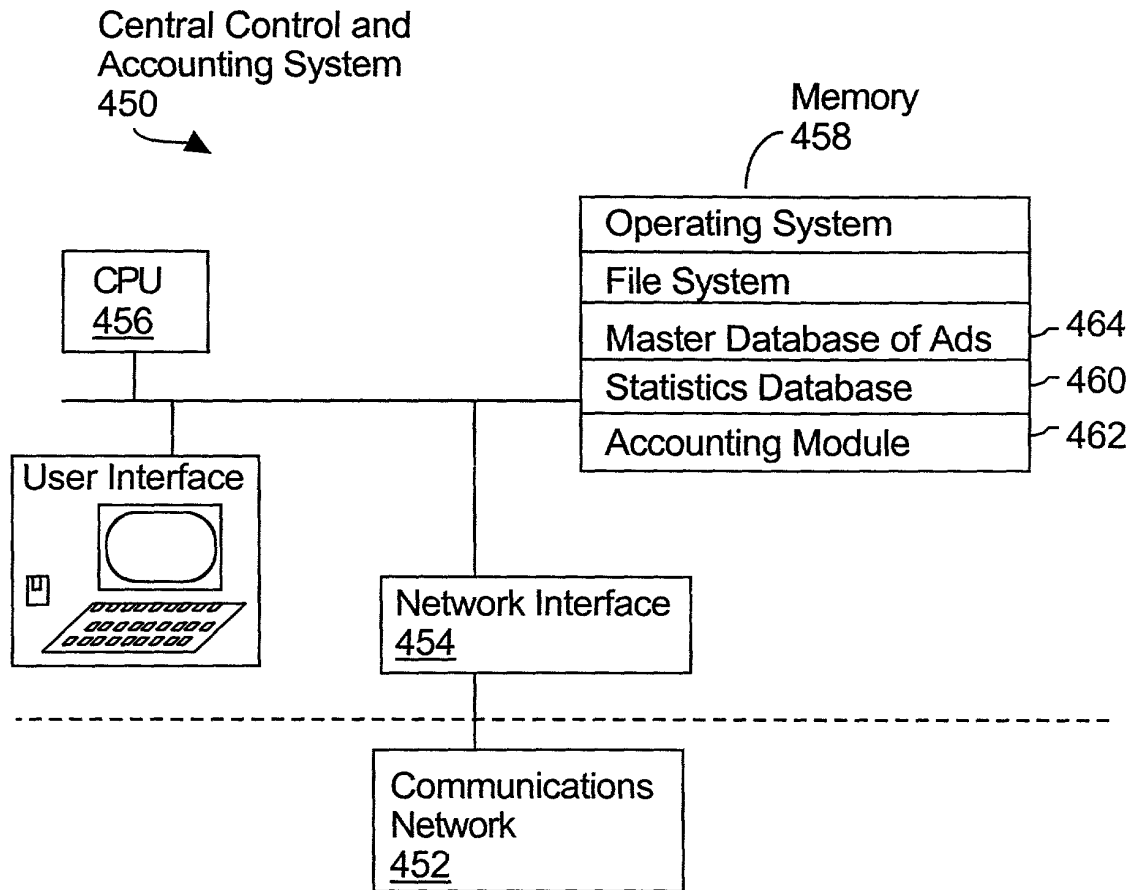 Central Control and
Accounting System
450
Memory
458
Operating System
CPU
456
File System
Master Database of Ads
464
Statistics Database
460
Accounting Module
462
User Interface
Network Interface
454
Communications
Network
452